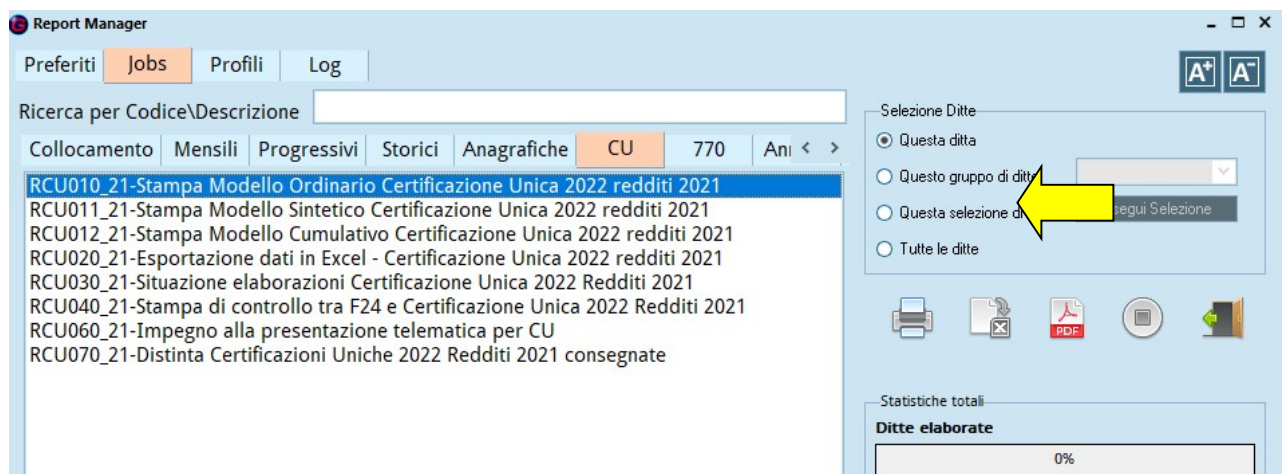 Report Manager
Preferiti Jobs Profili Log
A+ A-
Ricerca per Codice\Descrizione
Collocamento Mensili Progressivi Storici Anagrafiche CU 770
RCU010_21-Stampa Modello Ordinario Certificazione Unica 2022 redditi 2021
RCU011_21-Stampa Modello Sintetico Certificazione Unica 2022 redditi 2021
RCU012_21-Stampa Modello Cumulativo Certificazione Unica 2022 redditi 2021
RCU020_21-Esportazione dati in Excel - Certificazione Unica 2022 redditi 2021
RCU030_21-Situazione elaborazioni Certificazione Unica 2022 Redditi 2021
RCU040_21-Stampa di controllo tra F24 e Certificazione Unica 2022 Redditi 2021
RCU060_21-Impegno alla presentazione telematica per CU
RCU070_21-Distinta Certificazioni Uniche 2022 Redditi 2021 consegnate
Selezione Ditte
Questa ditta
Questo gruppo di ditte
Questa selezione di
Selezione
Tutte le ditte
PDF
Statistiche totali
Ditte elaborate
0%